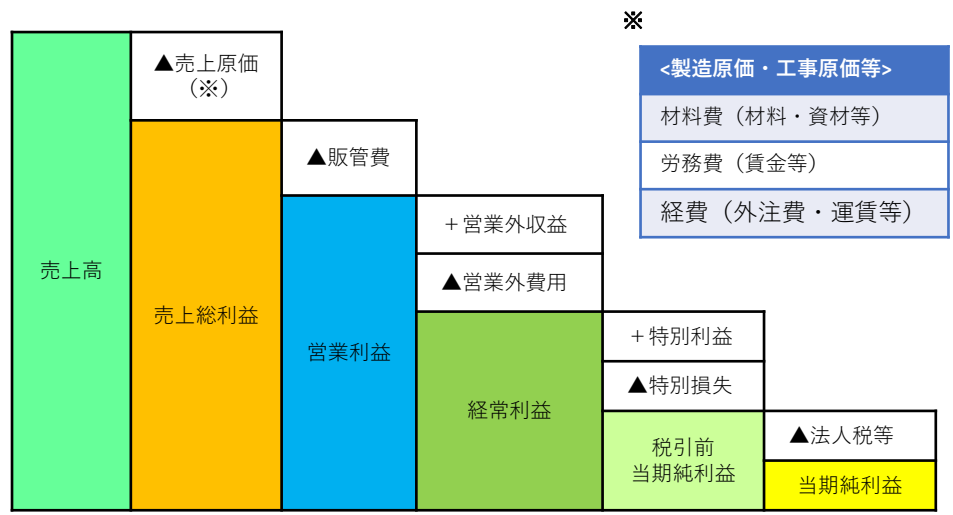 ※
<製造原価・工事原価等>
材料費（材料・資材等）
労務費（賃金等）
経費（外注費・運賃等）
売上高
▲売上原価
（※）
売上総利益
▲販管費
営業利益
＋営業外収益
▲営業外費用
経常利益
＋特別利益
▲特別損失
税引前
当期純利益
▲法人税等
当期純利益